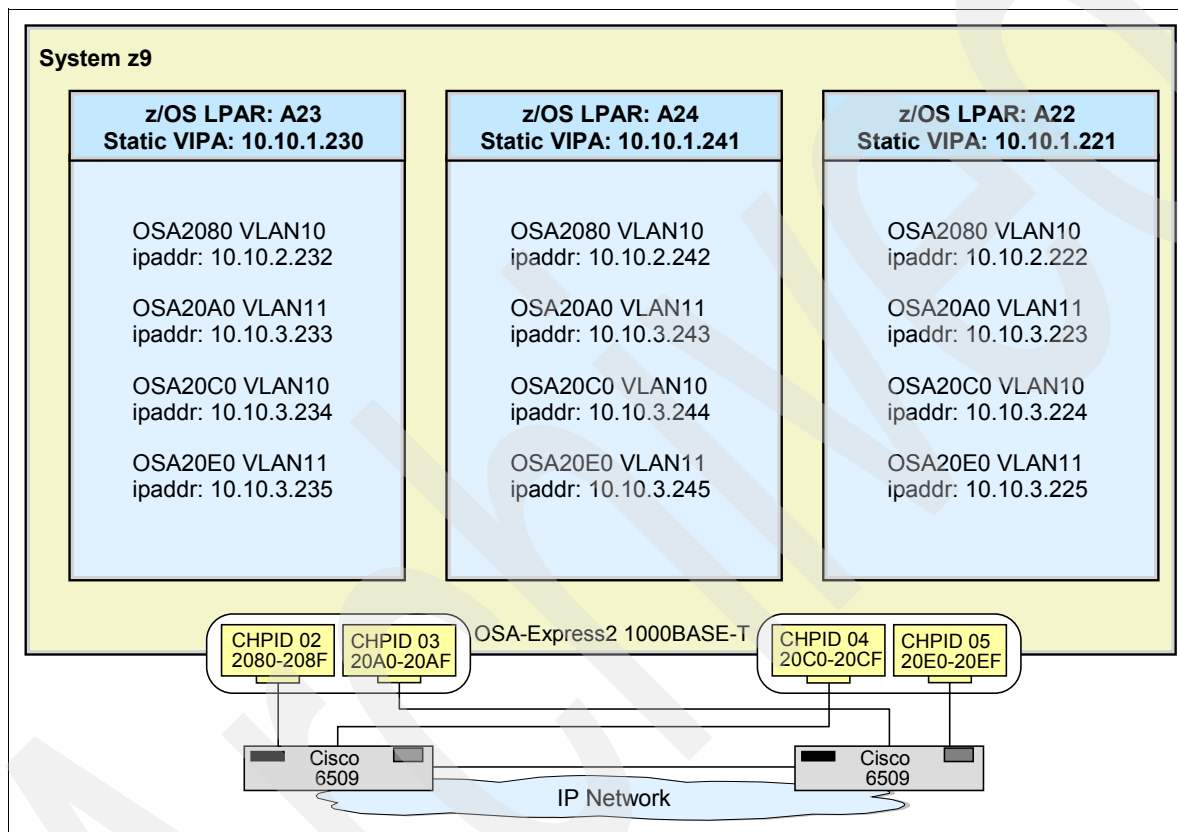 System z9
z/OS LPAR: A23
Static VIPA: 10.10.1.230
OSA2080 VLAN10
ipaddr: 10.10.2.232
OSA20A0 VLAN11
ipaddr: 10.10.3.233
OSA20C0 VLAN10
ipaddr: 10.10.3.234
OSA20E0 VLAN11
ipaddr: 10.10.3.235
z/OS LPAR: A24
Static VIPA: 10.10.1.241
OSA2080 VLAN10
ipaddr: 10.10.2.242
OSA20A0 VLAN11
ipaddr: 10.10.3.243
OSA20C0 VLAN10
ipaddr: 10.10.3.244
OSA20E0 VLAN11
ipaddr: 10.10.3.245
z/OS LPAR: A22
Static VIPA: 10.10.1.221
OSA2080 VLAN10
ipaddr: 10.10.2.222
OSA20A0 VLAN11
ipaddr: 10.10.3.223
OSA20C0 VLAN10
ipaddr: 10.10.3.224
OSA20E0 VLAN11
ipaddr: 10.10.3.225
CHPID 02
2080-208F
CHPID 03
20A0-20AF
OSA-Express2 1000BASE-T
CHPID 04
20C0-20CF
CHPID 05
20E0-20EF
Cisco
6509
Cisco
6509
IP Network